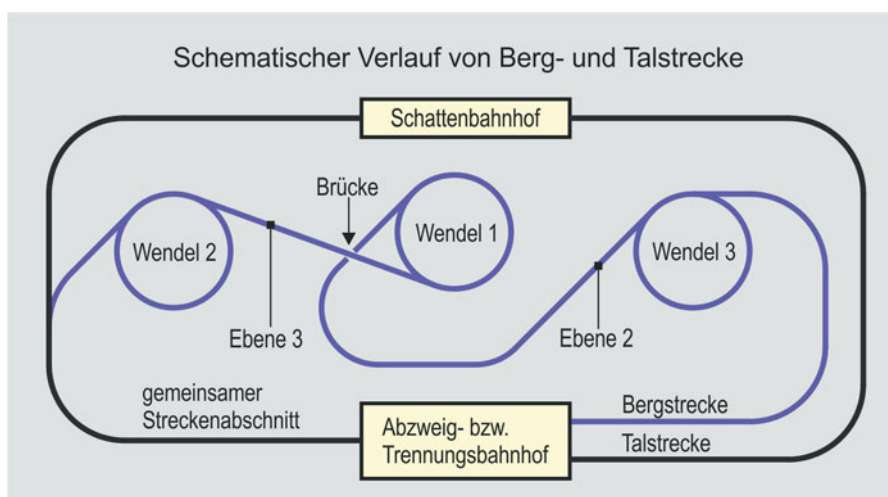 Schematischer Verlauf von Berg- und Talstrecke
Schattenbahnhof
Brücke
Wendel 2
Wendel 1
Wendel 3
Ebene 3
Ebene 2
gemeinsamer
Streckenabschnitt
Abzweig- bzw.
Trennungsbahnhof
Bergstrecke
Talstrecke